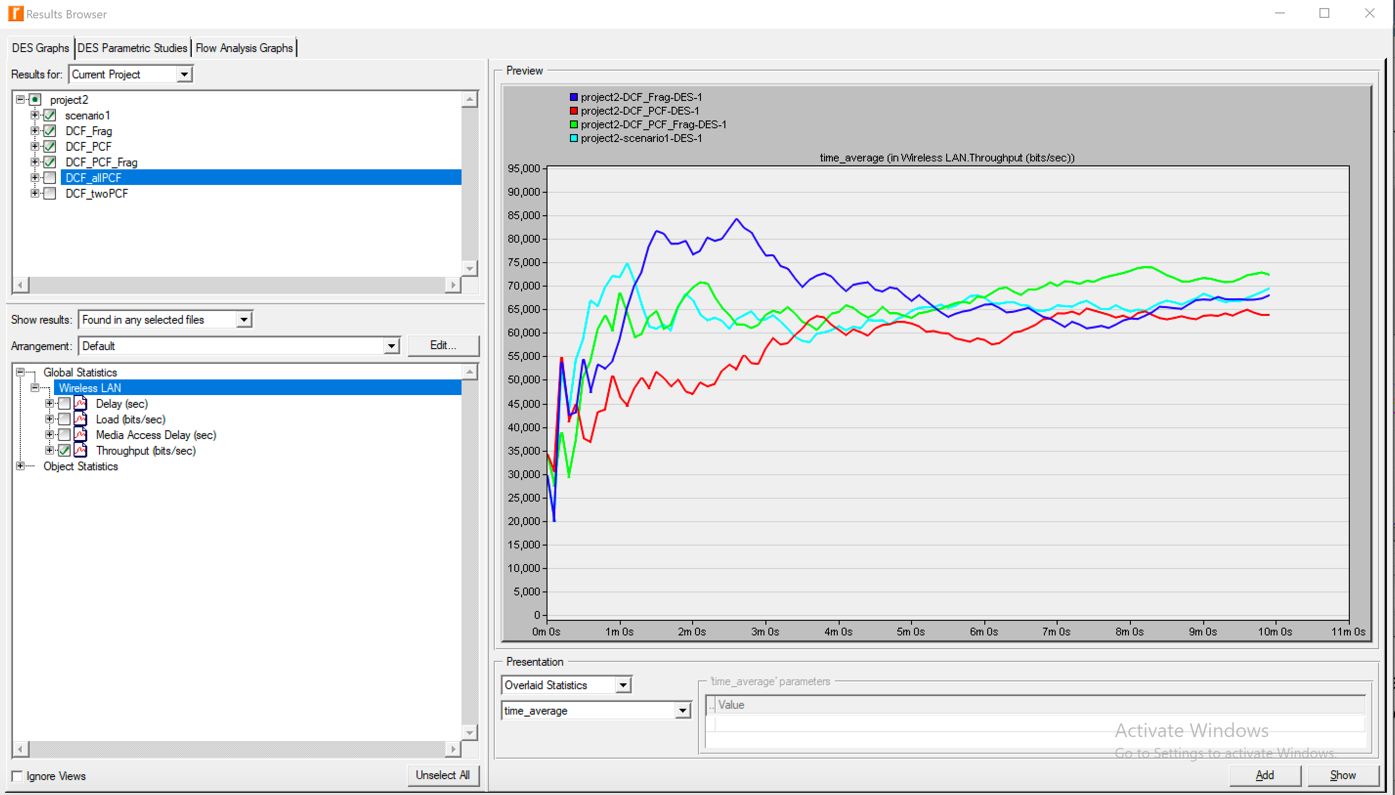 Results Browser
DES Graphs DES Parametric Studies Flow Analysis Graphs
Results for: Current Project
project2
scenario1
DCF_Frag
DCF_PCF
DCF_PCF_Frag
DCF_allPCF
DCF_twoPCF
Show results: Found in any selected files
Arrangement: Default Edit...
Global Statistics
Wireless LAN
Delay (sec)
Load (bits/sec)
Media Access Delay (sec)
Throughput (bits/sec)
Object Statistics
Ignore Views Unselect All
Preview
project2-DCF_Frag-DES-1
project2-DCF_PCF-DES-1
project2-DCF_PCF_Frag-DES-1
project2-scenario1-DES-1
time_average (in Wireless LAN.Throughput (bits/sec))
95,000
90,000
85,000
80,000
75,000
70,000
65,000
60,000
55,000
50,000
45,000
40,000
35,000
30,000
25,000
20,000
15,000
10,000
5,000
0
0m 0s 1m 0s 2m 0s 3m 0s 4m 0s 5m 0s 6m 0s 7m 0s 8m 0s 9m 0s 10m 0s 11m 0s
Presentation
Overlaid Statistics
time_average
'time_average' parameters
.. Value
Activate Windows
Go to Settings to activate Windows.
Add Show